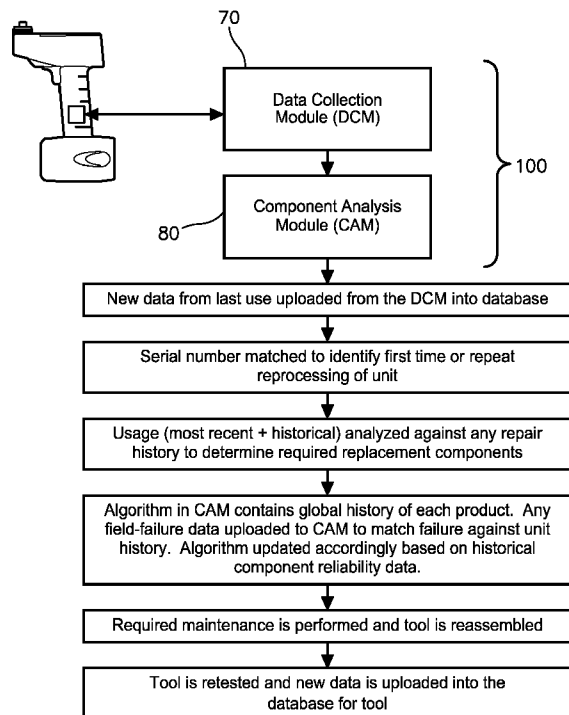 70
Data Collection
Module (DCM)
100
Component Analysis
Module (CAM)
80
New data from last use uploaded from the DCM into database
Serial number matched to identify first time or repeat
reprocessing of unit
Usage (most recent + historical) analyzed against any repair
history to determine required replacement components
Algorithm in CAM contains global history of each product. Any
field-failure data uploaded to CAM to match failure against unit
history. Algorithm updated accordingly based on historical
component reliability data.
Required maintenance is performed and tool is reassembled
Tool is retested and new data is uploaded into the
database for tool